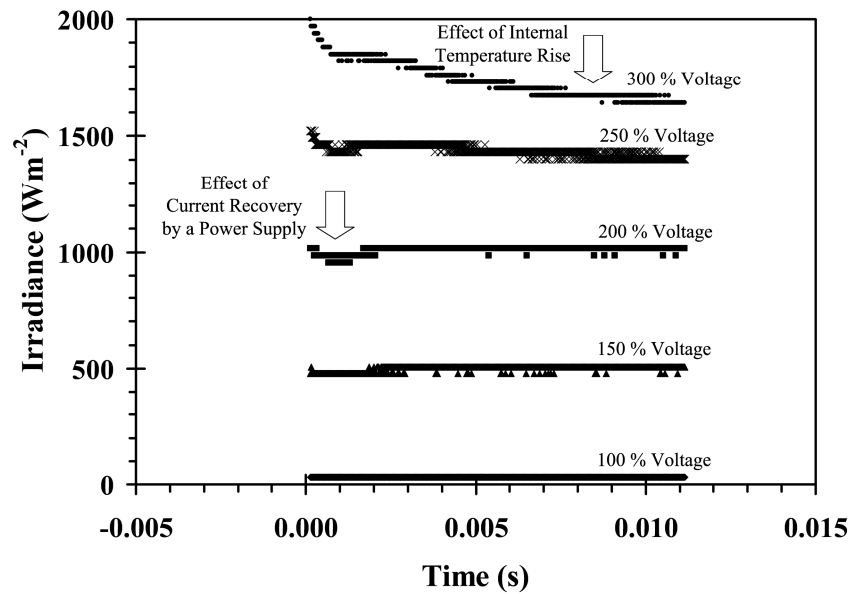 2000
Effect of Internal
Temperature Rise
300 % Voltage
1500
250 % Voltage
Effect of
Current Recovery
by a Power Supply
200 % Voltage
1000
150 % Voltage
500
100 % Voltage
0
Irradiance (Wm-2)
-0.005
0.000
0.005
0.010
0.015
Time (s)